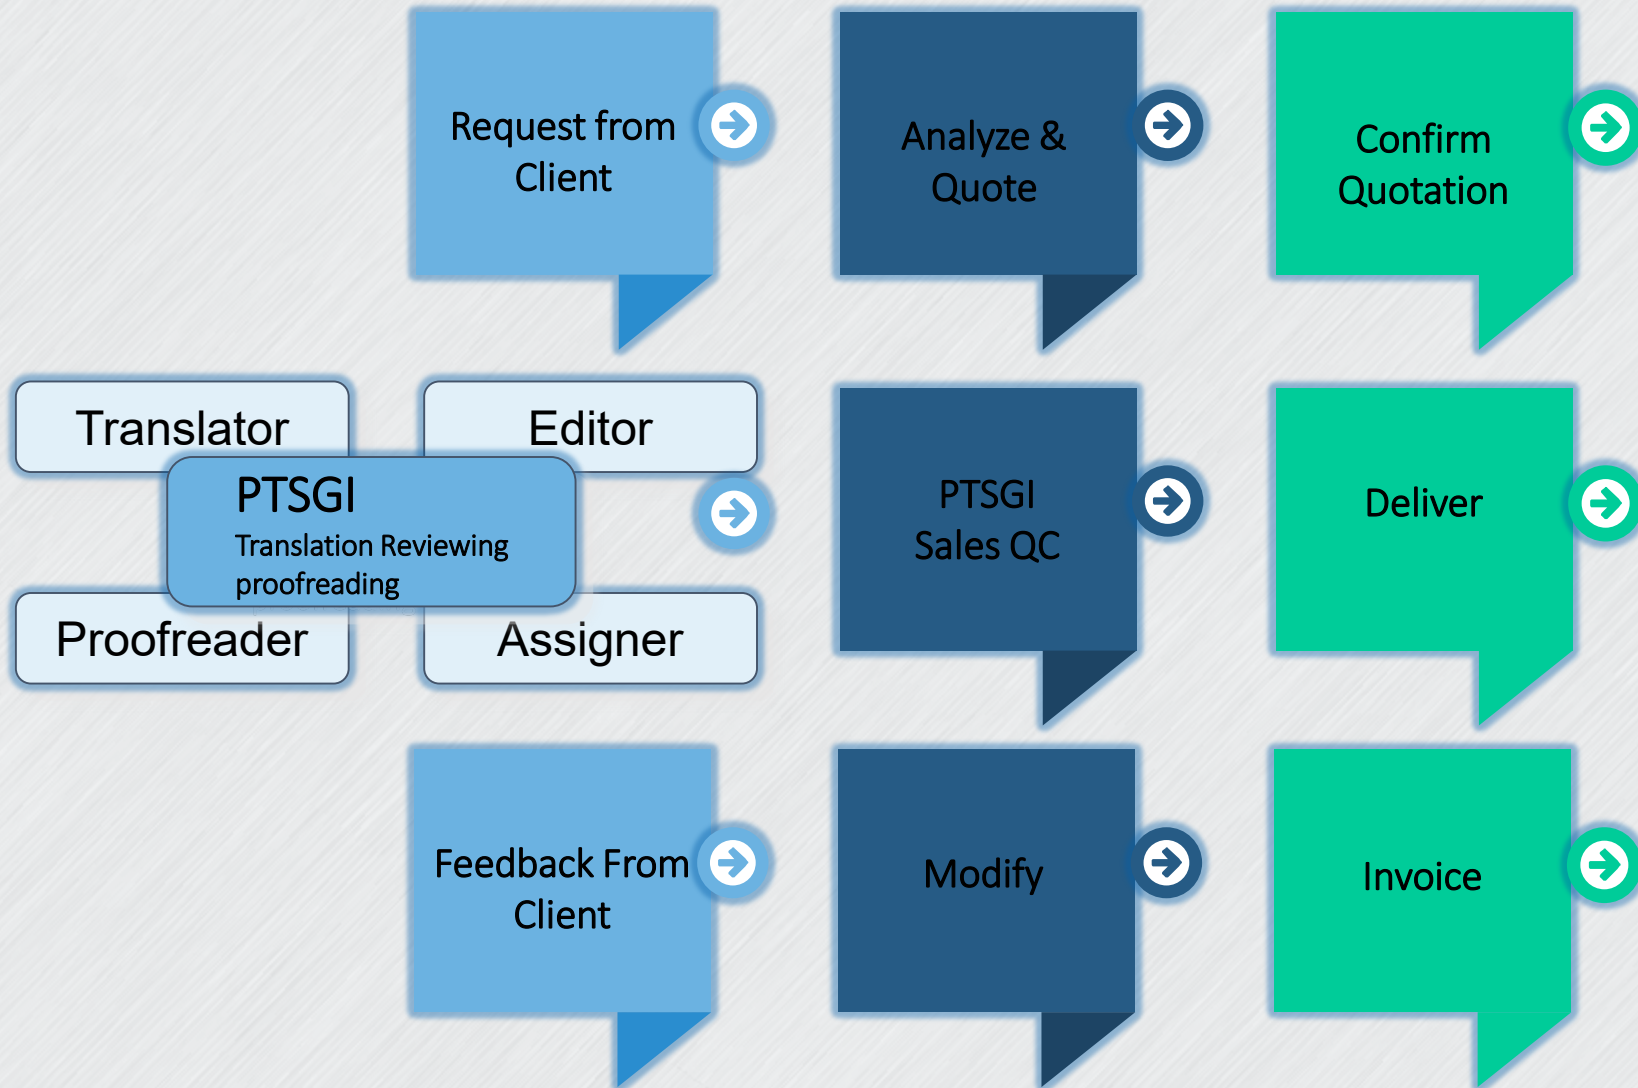 Request from
Client
Analyze &
Quote
Confirm
Quotation
Translator
Editor
PTSGI
Translation Reviewing
proofreading
Proofreader
Assigner
PTSGI
Sales QC
Deliver
Feedback From
Client
Modify
Invoice